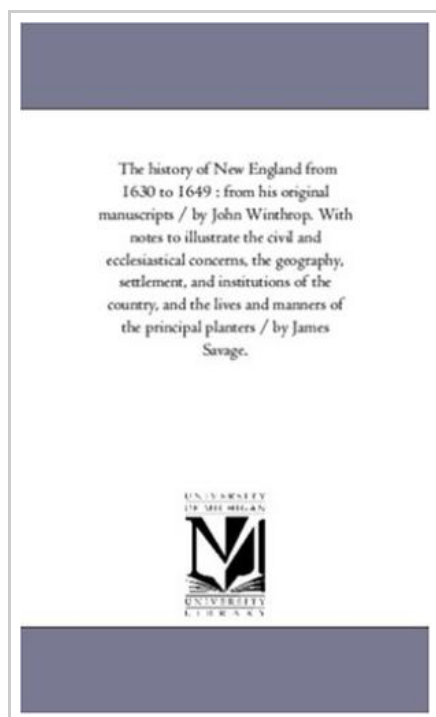 The history of New England from
1630 to 1649 : from his original
manuscripts / by John Winthrop. With
notes to illustrate the civil and
ecclesiastical concerns, the geography,
settlement, and institutions of the
country, and the lives and manners of
the principal planters / by James
Savage.
UNIVERSITY
OF MICHIGAN
M
UNIVERSITY
LIBRARY